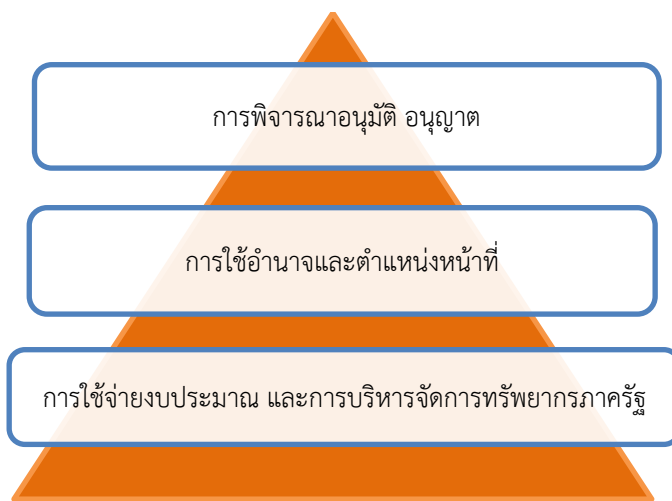 การพิจารณาอนุมัติ อนุญาต
การใช้อำนาจและตำแหน่งหน้าที่
การใช้จ่ายงบประมาณ และการบริหารจัดการทรัพยากรภาครัฐ